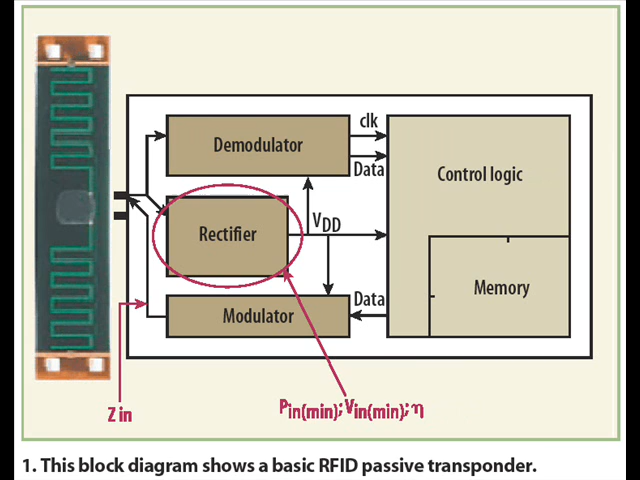 clk
Demodulator
Data
Control logic
Rectifier
VDD
Memory
Data
Modulator
Z in
Pin(min); Vin(min); η
1. This block diagram shows a basic RFID passive transponder.